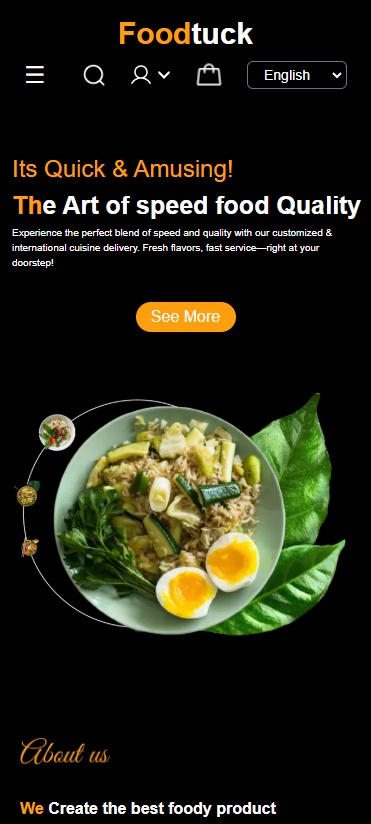 Foodtuck
English
Its Quick & Amusing!
The Art of speed food Quality
Experience the perfect blend of speed and quality with our customized &
international cuisine delivery. Fresh flavors, fast service—right at your
doorstep!
See More
About us
We Create the best foody product